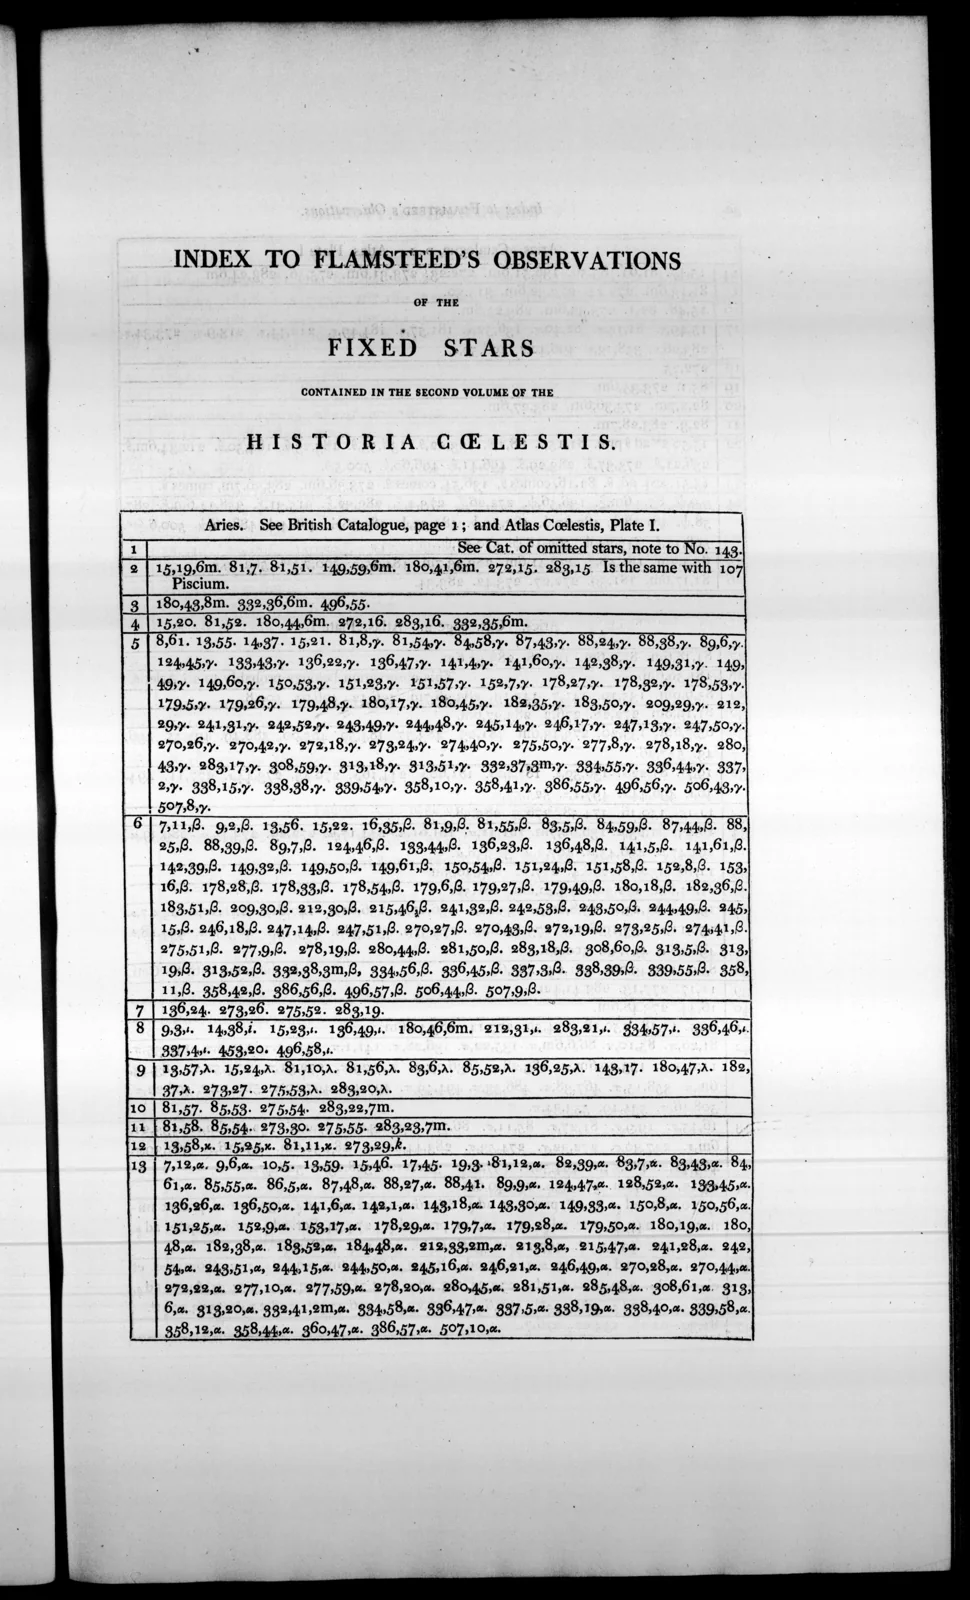 INDEX TO FLAMSTEED'S OBSERVATIONS
OF THE
FIXED STARS
CONTAINED IN THE SECOND VOLUME OF THE
HISTORIA CŒLESTIS.
Aries. See British Catalogue, page 1; and Atlas Cœlestis, Plate I.
1 See Cat. of omitted stars, note to No. 143.
2 15,19,6m. 81,7. 81,51. 149,59,6m. 180,41,6m. 272,15. 283,15. Is the same with 107
Piscium.
3 180,43,8m. 332,36,6m. 496,55.
4 15,20. 81,52. 180,44,6m. 272,16. 283,16. 332,35,6m.
5 8,61. 13,55. 14,37. 15,21. 81,8,γ. 81,54,γ. 84,58,γ. 87,43,γ. 88,24,γ. 88,38,γ. 89,6,γ.
124,45,γ. 133,43,γ. 136,22,γ. 136,47,γ. 141,4,γ. 141,60,γ. 142,38,γ. 149,31,γ. 149,
49,γ. 149,60,γ. 150,53,γ. 151,23,γ. 151,57,γ. 152,7,γ. 178,27,γ. 178,32,γ. 178,53,γ.
179,5,γ. 179,26,γ. 179,48,γ. 180,17,γ. 180,45,γ. 182,35,γ. 183,50,γ. 209,29,γ. 212,
29,γ. 241,31,γ. 242,52,γ. 243,49,γ. 244,48,γ. 245,14,γ. 246,17,γ. 247,13,γ. 247,50,γ.
270,26,γ. 270,42,γ. 272,18,γ. 273,24,γ. 274,40,γ. 275,50,γ. 277,8,γ. 278,18,γ. 280,
43,γ. 283,17,γ. 308,59,γ. 313,18,γ. 313,51,γ. 332,37,3m,γ. 334,55,γ. 336,44,γ. 337,
2,γ. 338,15,γ. 338,38,γ. 339,54,γ. 358,10,γ. 358,41,γ. 386,55,γ. 496,56,γ. 506,43,γ.
507,8,γ.
6 7,11,β. 9,2,β. 13,56. 15,22. 16,35,β. 81,9,β. 81,55,β. 83,5,β. 84,59,β. 87,44,β. 88,
25,β. 88,39,β. 89,7,β. 124,46,β. 133,44,β. 136,23,β. 136,48,β. 141,5,β. 141,61,β.
142,39,β. 149,32,β. 149,50,β. 149,61,β. 150,54,β. 151,24,β. 151,58,β. 152,8,β. 153,
16,β. 178,28,β. 178,33,β. 178,54,β. 179,6,β. 179,27,β. 179,49,β. 180,18,β. 182,36,β.
183,51,β. 209,30,β. 212,30,β. 215,46,β. 241,32,β. 242,53,β. 243,50,β. 244,49,β. 245,
15,β. 246,18,β. 247,14,β. 247,51,β. 270,27,β. 270,43,β. 272,19,β. 273,25,β. 274,41,β.
275,51,β. 277,9,β. 278,19,β. 280,44,β. 281,50,β. 283,18,β. 308,60,β. 313,5,β. 313,
19,β. 313,52,β. 332,38,3m,β, 334,56,β. 336,45,β. 337,3,β. 338,39,β. 339,55,β. 358,
11,β. 358,42,β. 386,56,β. 496,57,β. 506,44,β. 507,9,β.
7 136,24. 273,26. 275,52. 283,19.
8 9,3,ι. 14,38,i. 15,23,ι. 136,49,ι. 180,46,6m. 212,31,ι. 283,21,ι. 334,57,ι. 336,46,ι.
337,4,ι. 453,20. 496,58,ι.
9 13,57,λ. 15,24,λ. 81,10,λ. 81,56,λ. 83,6,λ. 85,52,λ. 136,25,λ. 143,17. 180,47,λ. 182,
37,λ. 273,27. 275,53,λ. 283,20,λ.
10 81,57. 85,53. 275,54. 283,22,7m.
11 81,58. 85,54. 273,30. 275,55. 283,23,7m.
12 13,58,κ. 15,25,κ. 81,11,κ. 273,29,k.
13 7,12,α. 9,6,α. 10,5. 13,59. 15,46. 17,45. 19,3. 81,12,α. 82,39,α. 83,7,α. 83,43,α. 84,
61,α. 85,55,α. 86,5,α. 87,48,α. 88,27,α. 88,41. 89,9,α. 124,47,α. 128,52,α. 133,45,α.
136,26,α. 136,50,α. 141,6,α. 142,1,α. 143,18,α. 143,30,α. 149,33,α. 150,8,α. 150,56,α.
151,25,α. 152,9,α. 153,17,α. 178,29,α. 179,7,α. 179,28,α. 179,50,α. 180,19,α. 180,
48,α. 182,38,α. 183,52,α. 184,48,α. 212,33,2m,α. 213,8,α, 215,47,α. 241,28,α. 242,
54,α. 243,51,α, 244,15,α. 244,50,α. 245,16,α. 246,21,α. 246,49,α. 270,28,α. 270,44,α.
272,22,α. 277,10,α. 277,59,α. 278,20,α. 280,45,α. 281,51,α. 285,48,α. 308,61,α. 313,
6,α. 313,20,α. 332,41,2m,α. 334,58,α. 336,47,α. 337,5,α. 338,19,α. 338,40,α. 339,58,α.
358,12,α. 358,44,α. 360,47,α. 386,57,α. 507,10,α.